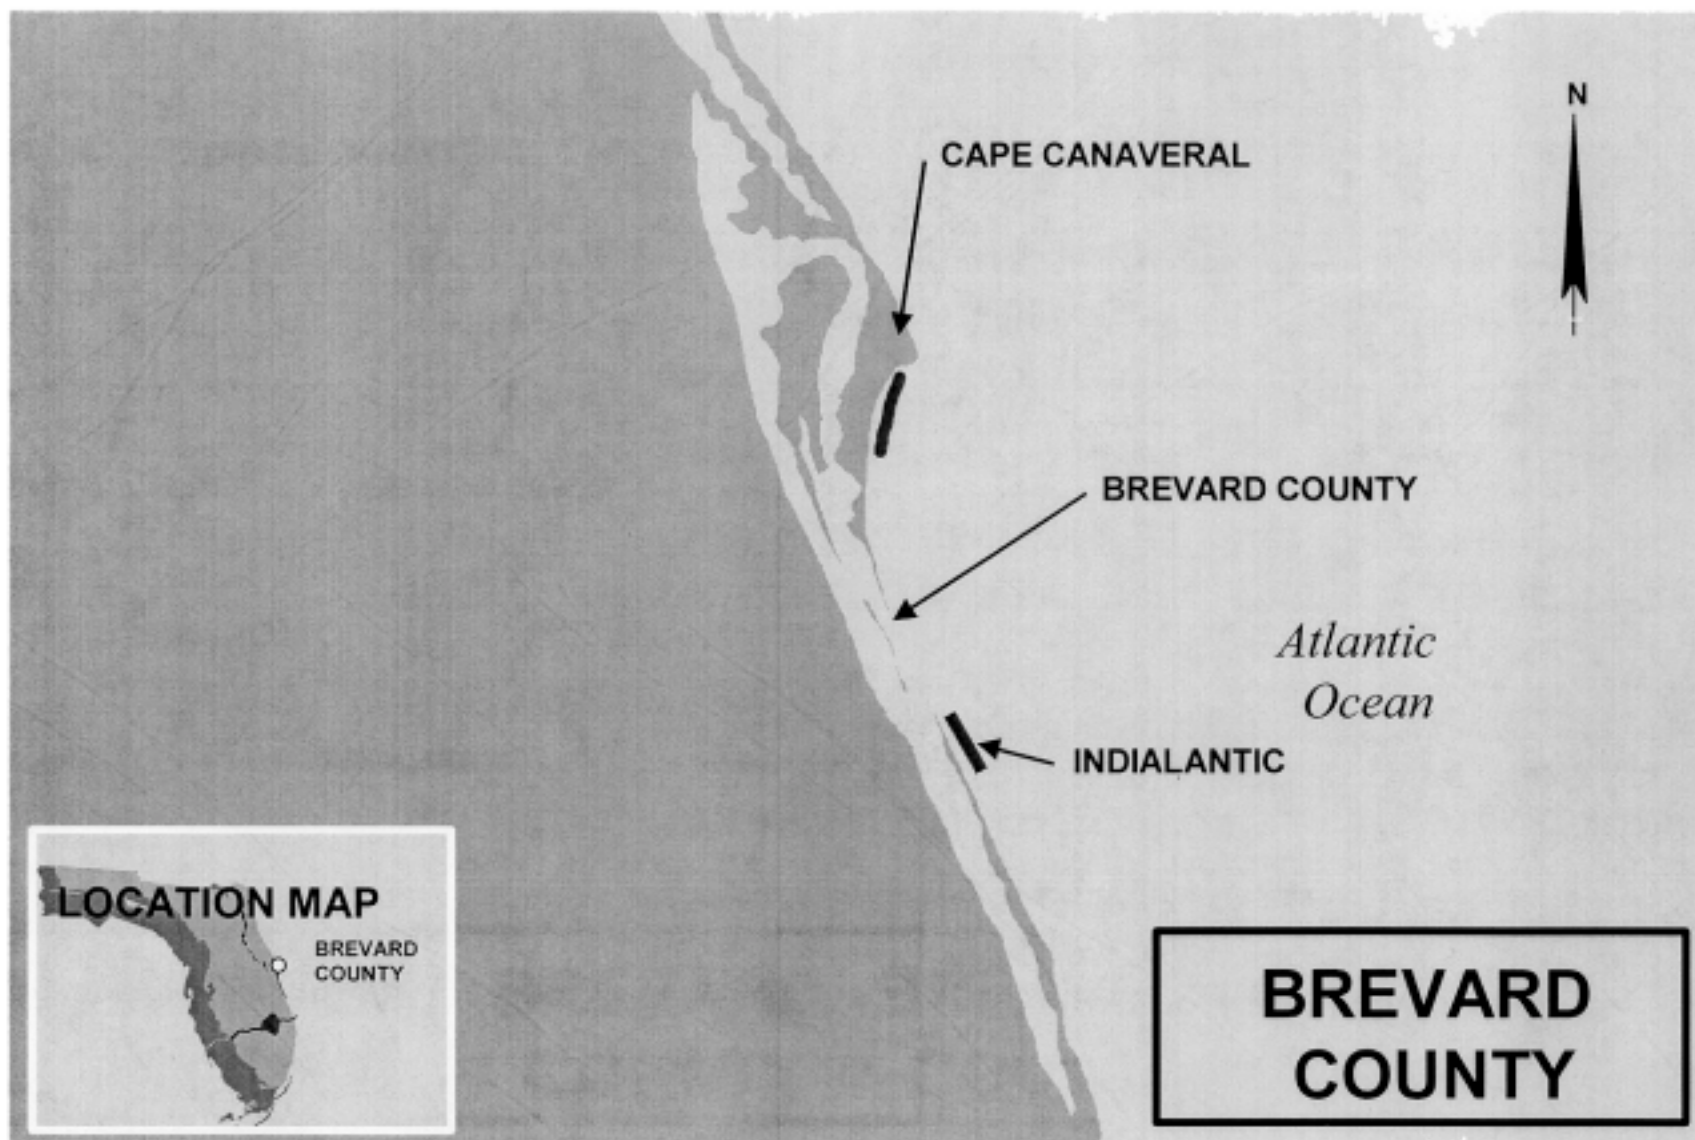 N
CAPE CANAVERAL
BREVARD COUNTY
Atlantic
Ocean
INDIALANTIC
LOCATION MAP
BREVARD
COUNTY
BREVARD
COUNTY